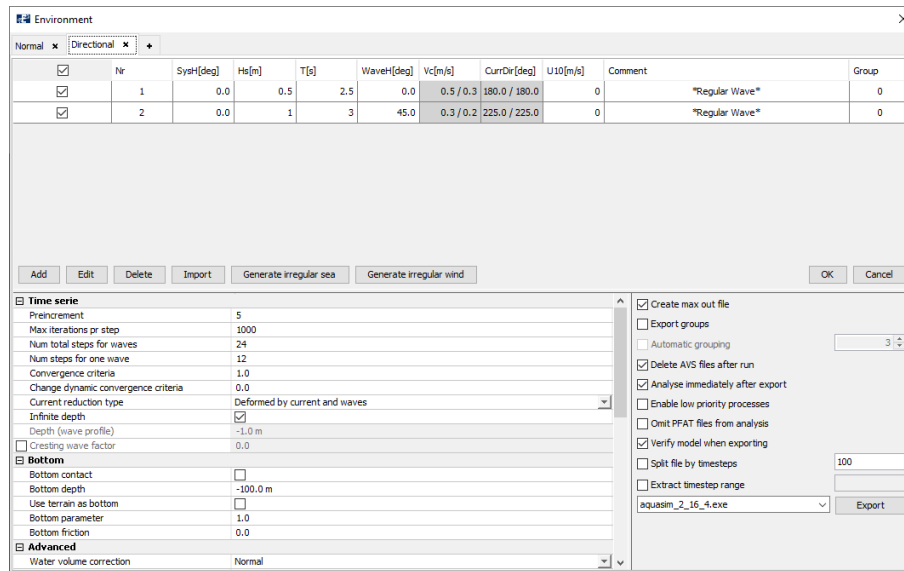 Environment
Normal Directional +
Nr SysH[deg] Hs[m] T[s] WaveH[deg] Vc[m/s] CurrDir[deg] U10[m/s] Comment Group
1 0.0 0.5 2.5 0.0 0.5 / 0.3 180.0 / 180.0 0 *Regular Wave* 0
2 0.0 1 3 45.0 0.3 / 0.2 225.0 / 225.0 0 *Regular Wave* 0
Add Edit Delete Import Generate irregular sea Generate irregular wind OK Cancel
Time serie
Preincrement 5
Max iterations pr step 1000
Num total steps for waves 24
Num steps for one wave 12
Convergence criteria 1.0
Change dynamic convergence criteria 0.0
Current reduction type Deformed by current and waves
Infinite depth
Depth (wave profile) -1.0 m
Cresting wave factor 0.0
Bottom
Bottom contact
Bottom depth -100.0 m
Use terrain as bottom
Bottom parameter 1.0
Bottom friction 0.0
Advanced
Water volume correction Normal
Create max out file
Export groups
Automatic grouping 3
Delete AVS files after run
Analyse immediately after export
Enable low priority processes
Omit PFAT files from analysis
Verify model when exporting
Split file by timesteps 100
Extract timestep range
aquasim_2_16_4.exe Export